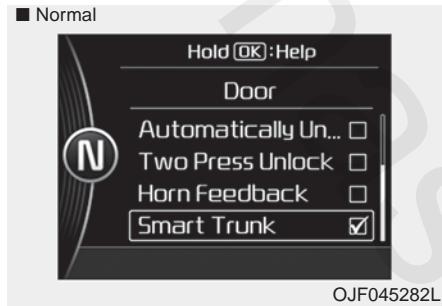 ■ Normal
Hold OK : Help
Door
Automatically Un...
Two Press Unlock
N
Horn Feedback
Smart Trunk
OJF045282L